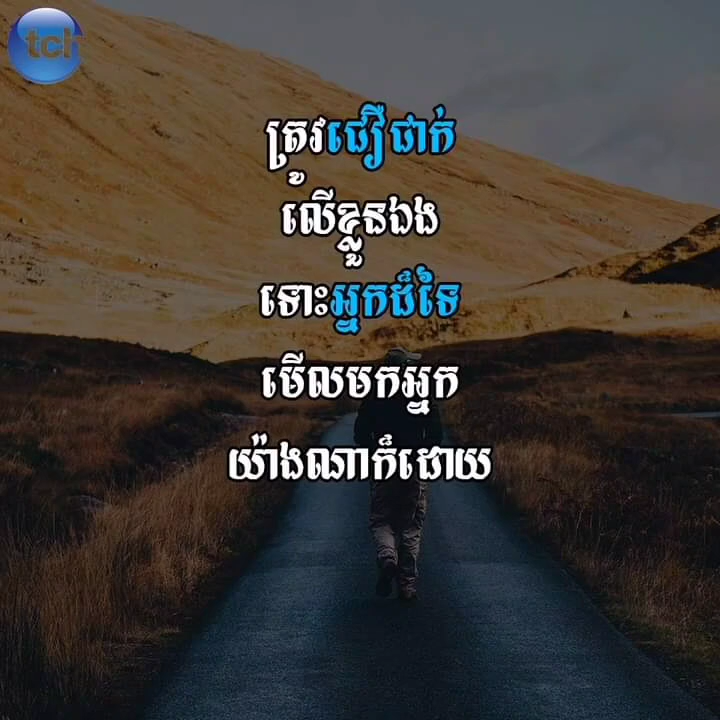 tch
ត្រូវជឿជាក់
លើខ្លួនឯង
ទោះអ្នកដ៏ទៃ
មើលមកអ្នក
យ៉ាងណាក៏ដោយ